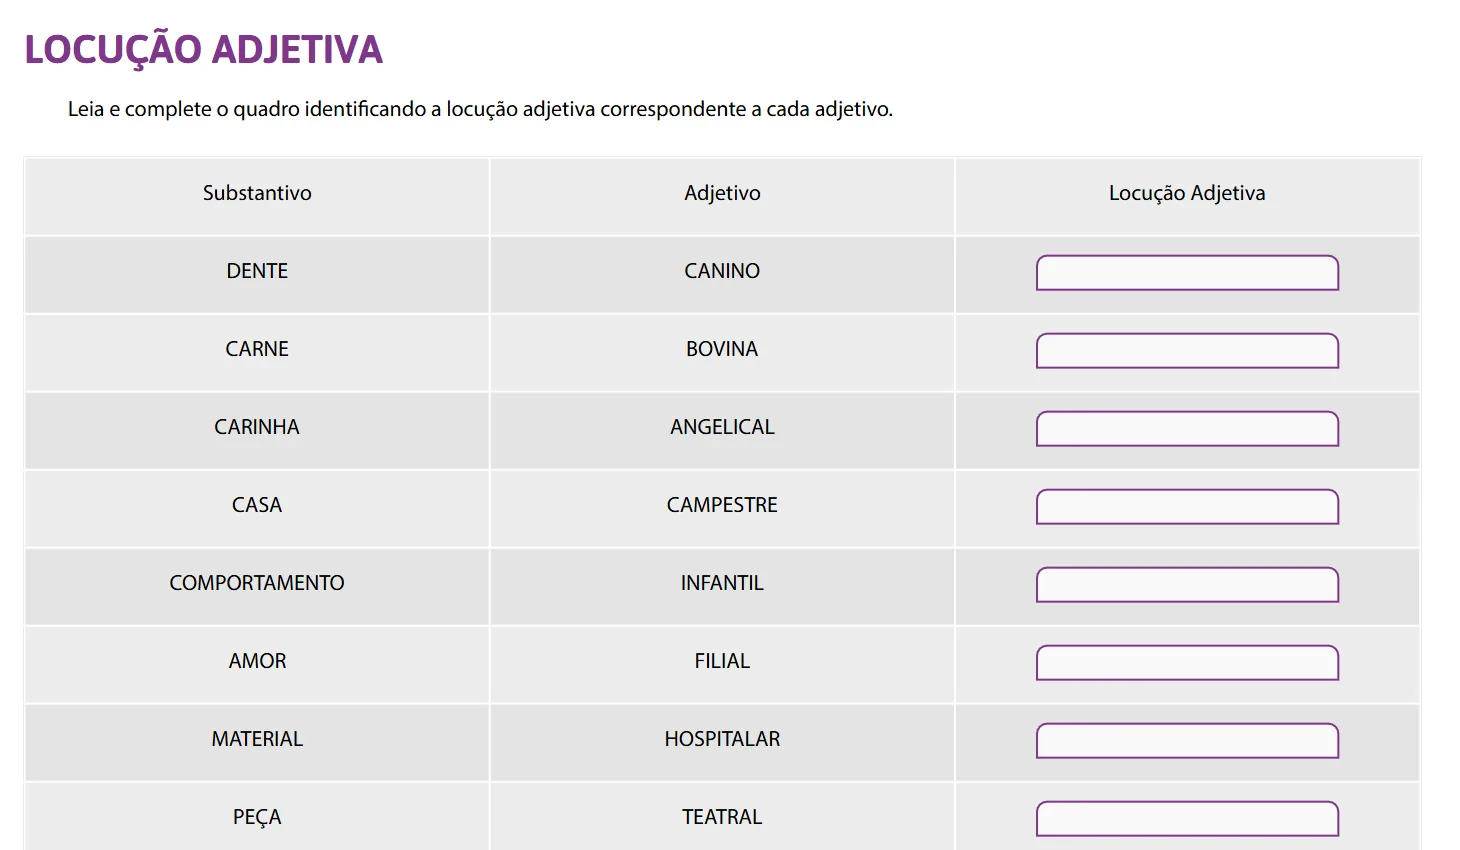 LOCUÇÃO ADJETIVA
Leia e complete o quadro identificando a locução adjetiva correspondente a cada adjetivo.
Substantivo Adjetivo Locução Adjetiva
DENTE CANINO
CARNE BOVINA
CARINHA ANGELICAL
CASA CAMPESTRE
COMPORTAMENTO INFANTIL
AMOR FILIAL
MATERIAL HOSPITALAR
PEÇA TEATRAL